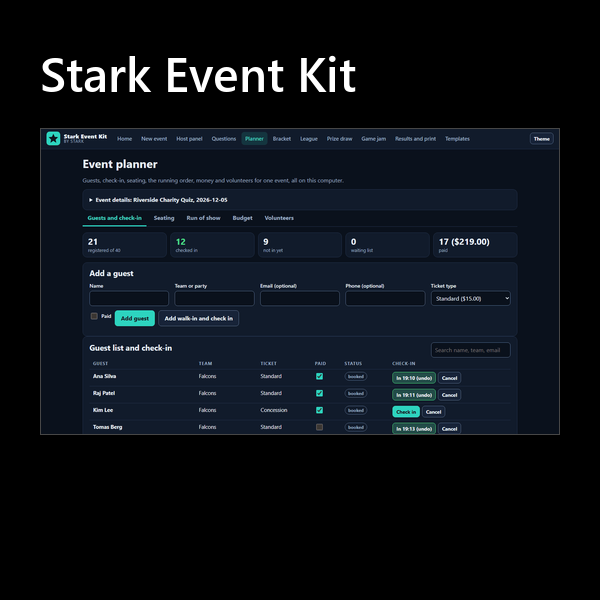 Stark Event Kit
Stark Event Kit
BY STARK
Home New event Host panel Questions Planner Bracket League Prize draw Game jam Results and print Templates Theme
Event planner
Guests, check-in, seating, the running order, money and volunteers for one event, all on this computer.
Event details: Riverside Charity Quiz, 2026-12-05
Guests and check-in Seating Run of show Budget Volunteers
21 12 9 0 17 ($219.00)
registered of 40 checked in not in yet waiting list paid
Add a guest
Name Team or party Email (optional) Phone (optional) Ticket type
Standard ($15.00)
Paid Add guest Add walk-in and check in
Guest list and check-in Search name, team, email
GUEST TEAM TICKET PAID STATUS CHECK-IN
Ana Silva Falcons Standard booked In 19:10 (undo) Cancel
Raj Patel Falcons Standard booked In 19:11 (undo) Cancel
Kim Lee Falcons Concession booked Check in Cancel
Tomas Berg Falcons Standard booked In 19:13 (undo) Cancel